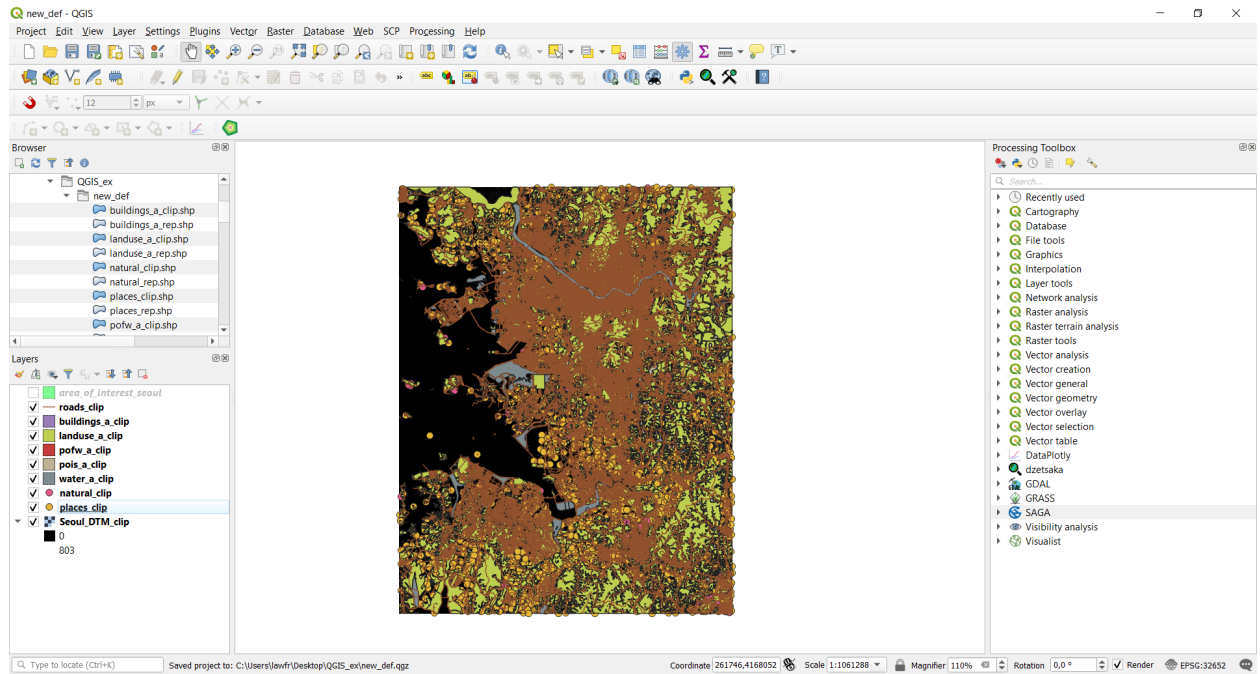 new_def - QGIS
Project Edit View Layer Settings Plugins Vector Raster Database Web SCP Processing Help
12 px
Browser
QGIS_ex
new_def
buildings_a_clip.shp
buildings_a_rep.shp
landuse_a_clip.shp
landuse_a_rep.shp
natural_clip.shp
natural_rep.shp
places_clip.shp
places_rep.shp
pofw_a_clip.shp
Layers
area_of_interest_seoul
roads_clip
buildings_a_clip
landuse_a_clip
pofw_a_clip
pois_a_clip
water_a_clip
natural_clip
places_clip
Seoul_DTM_clip
0
803
Processing Toolbox
Search...
Recently used
Cartography
Database
File tools
Graphics
Interpolation
Layer tools
Network analysis
Raster analysis
Raster terrain analysis
Raster tools
Vector analysis
Vector creation
Vector general
Vector geometry
Vector overlay
Vector selection
Vector table
DataPlotly
dzetsaka
GDAL
GRASS
SAGA
Visibility analysis
Visualist
Type to locate (Ctrl+K) Saved project to: C:\Users\lawfr\Desktop\QGIS_ex\new_def.qgz Coordinate 261746,4168052 Scale 1:1061288 Magnifier 110% Rotation 0,0 ° Render EPSG:32652